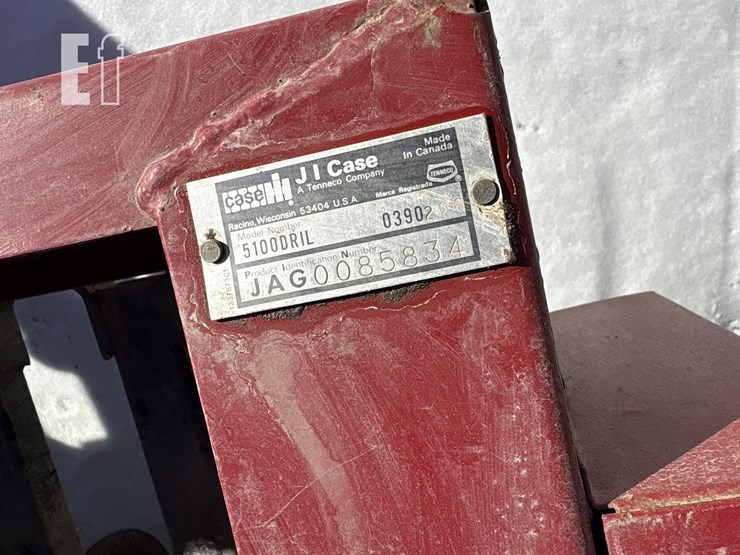 Ef
case IH
J I Case
A Tenneco Company
Made
In Canada
TENNECO
®
Racine, Wisconsin 53404 U.S.A.
Marca Registrada
Model Number
5100DRIL 03902
Product Identification Number
JAG0085834